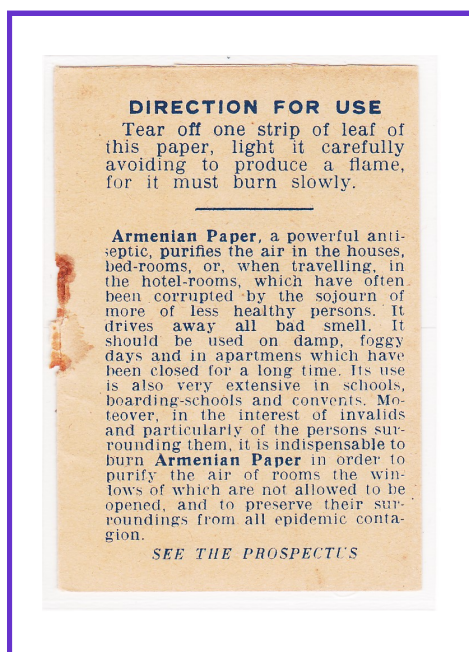 DIRECTION FOR USE
Tear off one strip of leaf of
this paper, light it carefully
avoiding to produce a flame,
for it must burn slowly.
Armenian Paper, a powerful anti-
septic, purifies the air in the houses,
bed-rooms, or, when travelling, in
the hotel-rooms, which have often
been corrupted by the sojourn of
more of less healthy persons. It
drives away all bad smell. It
should be used on damp, foggy
days and in apartmens which have
been closed for a long time. Its use
is also very extensive in schools,
boarding-schools and convents. Mo-
teover, in the interest of invalids
and particularly of the persons sur-
rounding them, it is indispensable to
burn Armenian Paper in order to
purify the air of rooms the win-
lows of which are not allowed to be
opened, and to preserve their sur-
roundings from all epidemic conta-
gion.
SEE THE PROSPECTUS